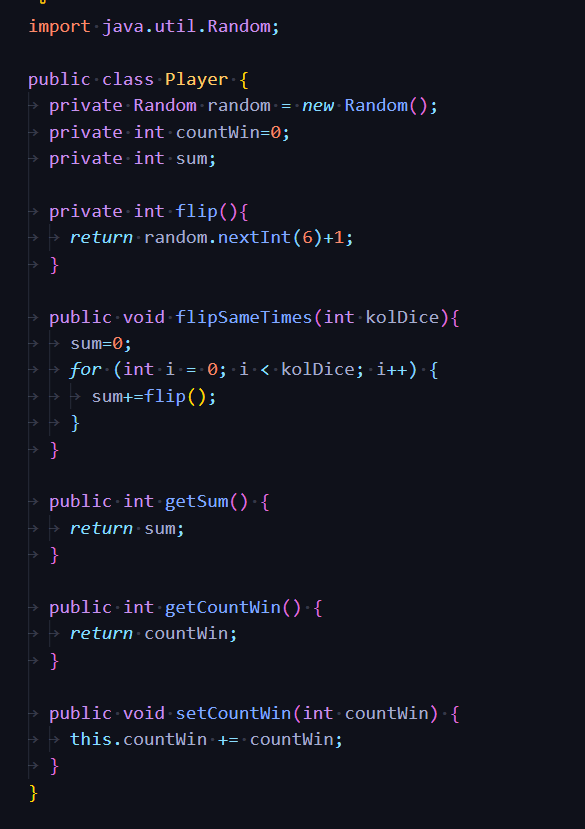 import java.util.Random;
public class Player {
private Random random = new Random();
private int countWin=0;
private int sum;
private int flip(){
return random.nextInt(6)+1;
}
public void flipSameTimes(int kolDice){
sum=0;
for (int i = 0; i < kolDice; i++) {
sum+=flip();
}
}
public int getSum() {
return sum;
}
public int getCountWin() {
return countWin;
}
public void setCountWin(int countWin) {
this.countWin += countWin;
}
}